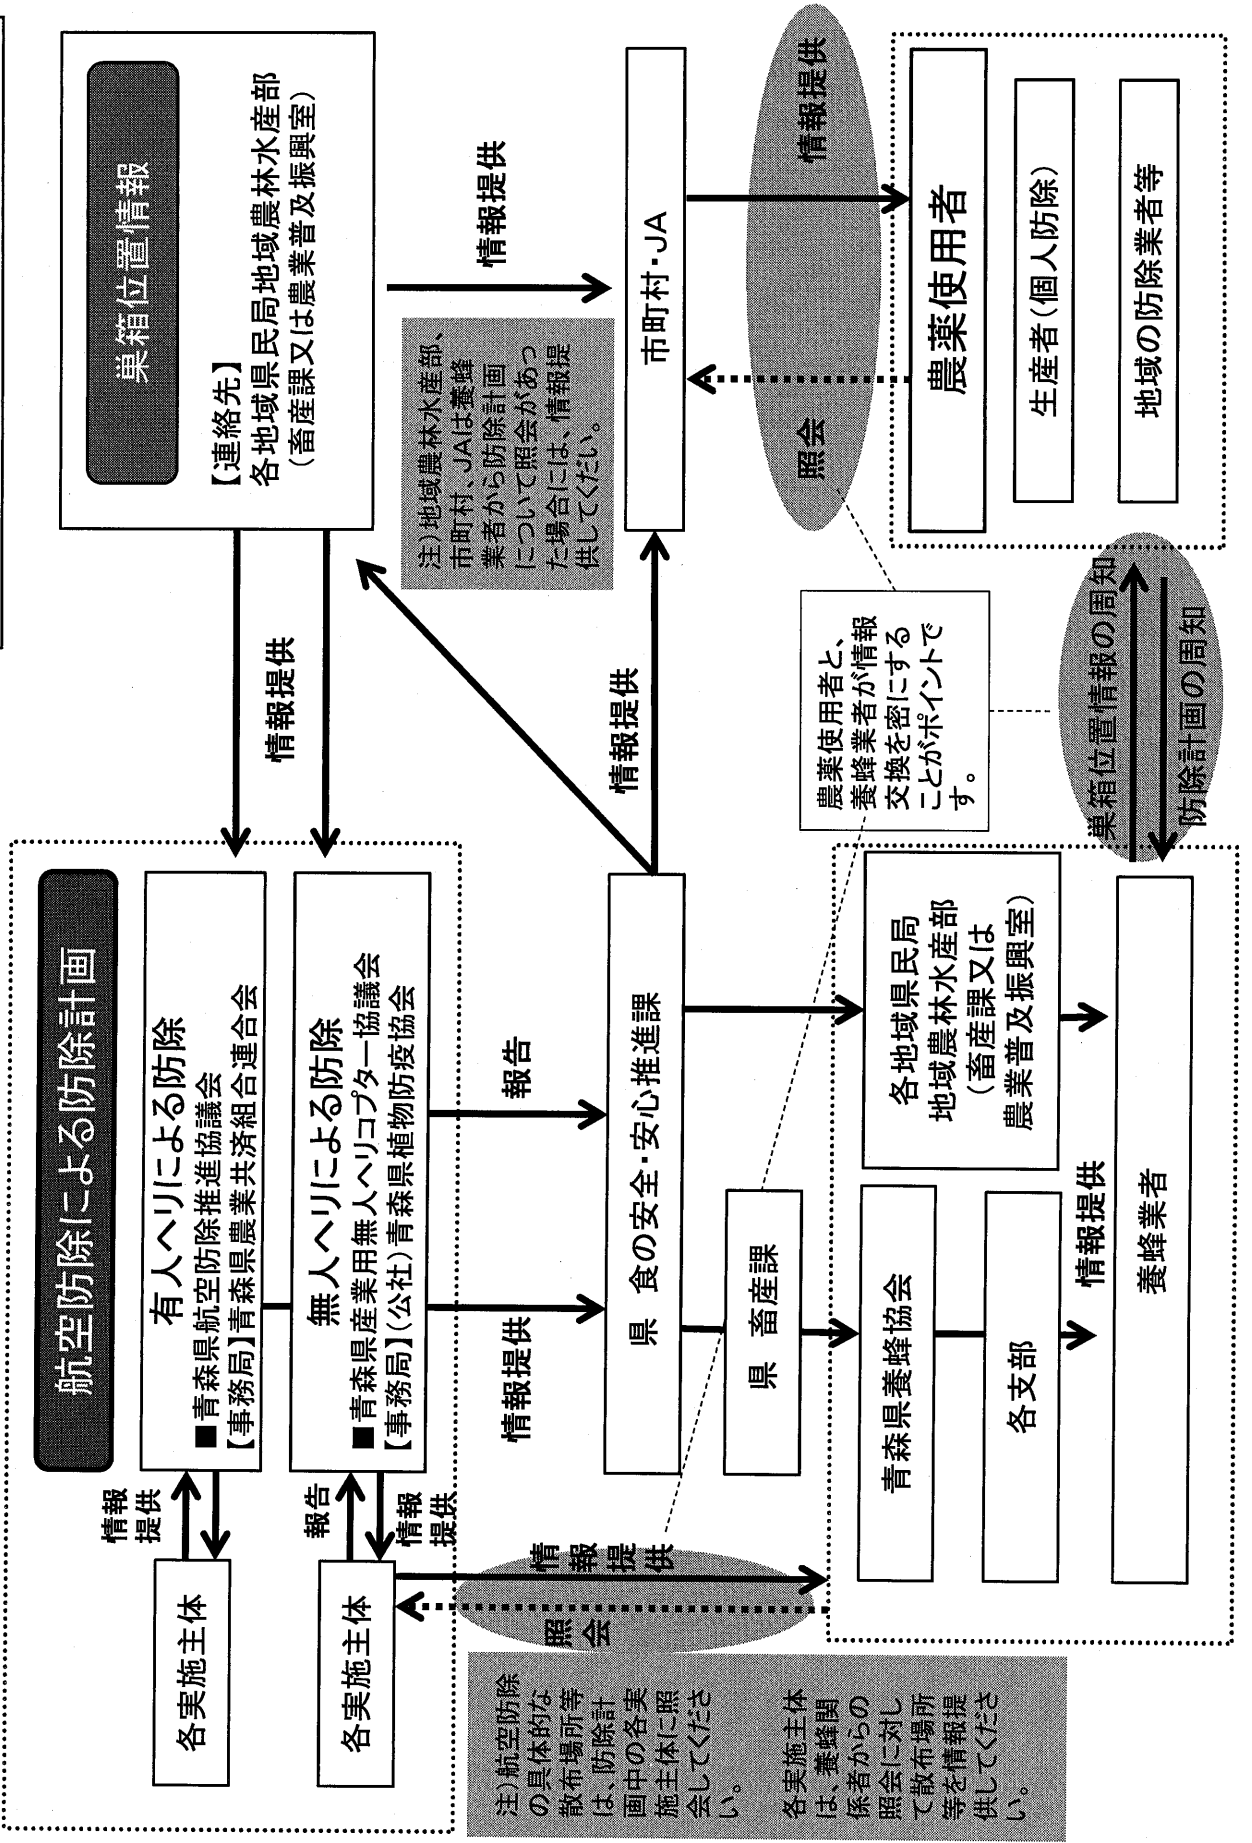 航空防除による防除計画
有人ヘリによる防除
■青森県航空防除推進協議会
【事務局】青森県農業共済組合連合会
無人ヘリによる防除
■青森県産業用無人ヘリコプター協議会
【事務局】(公社)青森県植物防疫協会
情報
提供
報告
情報
提供
各実施主体
各実施主体
情報提供
巣箱位置情報
【連絡先】
各地域県民局地域農林水産部
(畜産課又は農業普及振興室)
情報提供
注)地域農林水産部、
市町村、JAは養蜂
業者から防除計画
について照会があっ
た場合には、情報提
供してくだい。
情報提供
報告
県 食の安全・安心推進課
県 畜産課
情報提供
市町村・JA
照会
情報提供
注)航空防除
の具体的な
散布場所等
は、防除計
画中の各実
施主体に照
会してくださ
い。
各実施主体
は、養蜂関
係者からの
照会に対し
て散布場所
等を情報提
供してくださ
い。
照
会
情
報
提
供
農薬使用者と、
養蜂業者が情報
交換を密にする
ことがポイントで
す。
青森県養蜂協会
各支部
各地域県民局
地域農林水産部
(畜産課又は
農業普及振興室)
情報提供
養蜂業者
巣箱位置情報の周知
防除計画の周知
農薬使用者
生産者(個人防除)
地域の防除業者等